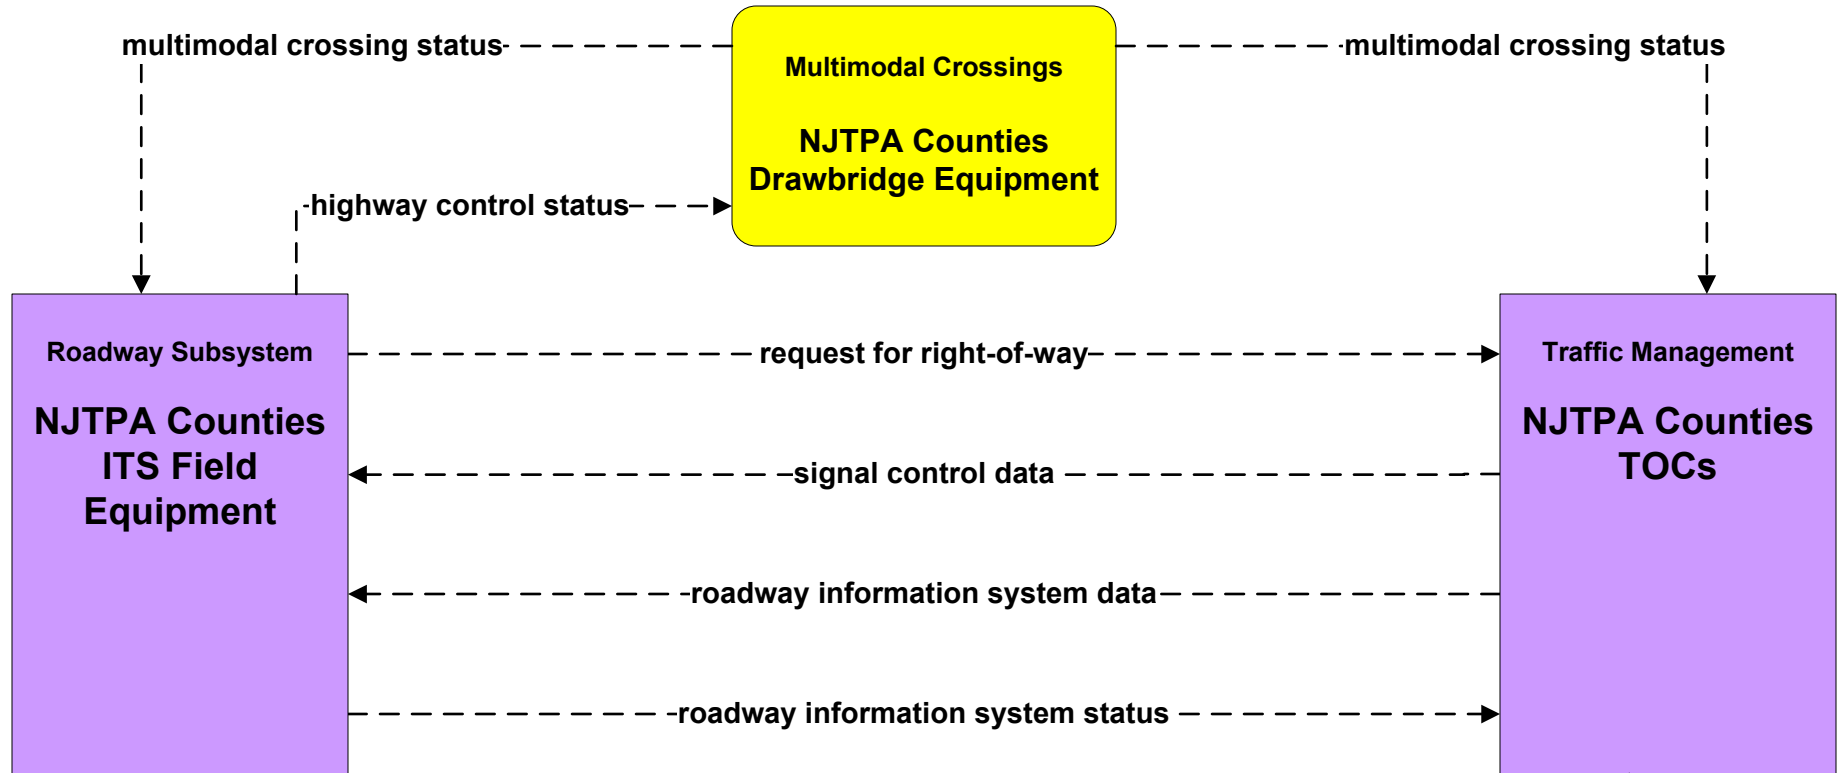 multimodal crossing status
multimodal crossing status
Multimodal Crossings
NJTPA Counties
Drawbridge Equipment
highway control status
Roadway Subsystem
NJTPA Counties
ITS Field
Equipment
request for right-of-way
signal control data
roadway information system data
roadway information system status
Traffic Management
NJTPA Counties
TOCs